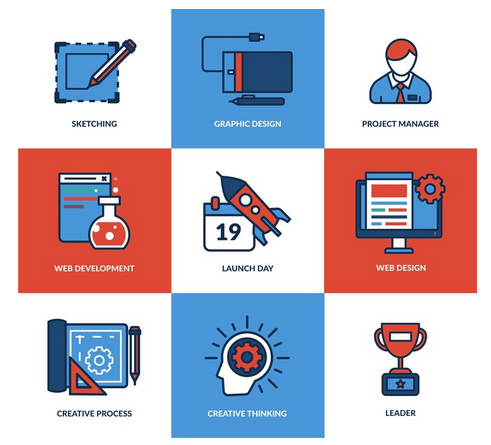 SKETCHING
GRAPHIC DESIGN
PROJECT MANAGER
WEB DEVELOPMENT
19
LAUNCH DAY
WEB DESIGN
CREATIVE PROCESS
CREATIVE THINKING
LEADER